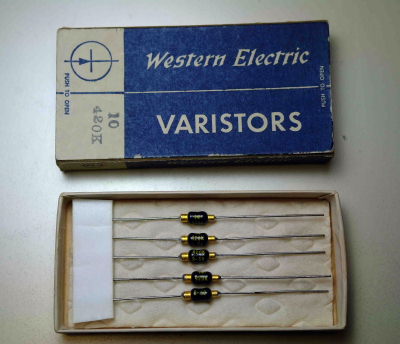 PUSH TO OPEN
10
420K
Western Electric
VARISTORS
PUSH TO OPEN